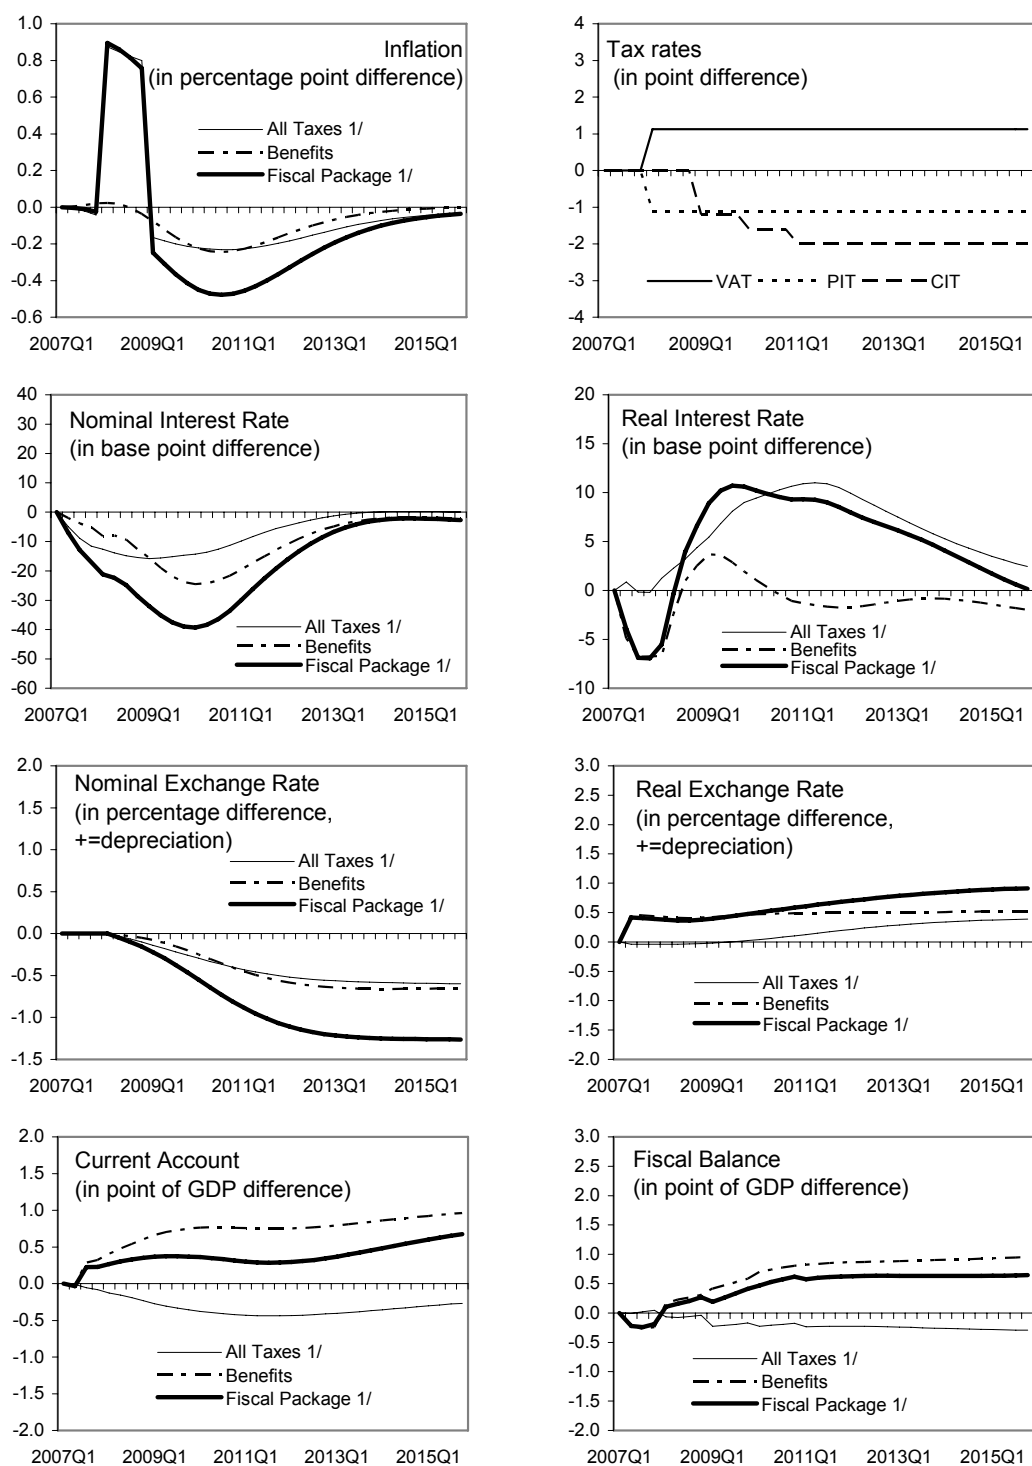 Inflation
(in percentage point difference)
1.0
0.8
0.6
0.4
0.2
0.0
-0.2
-0.4
-0.6
All Taxes 1/
Benefits
Fiscal Package 1/
2007Q1 2009Q1 2011Q1 2013Q1 2015Q1
Tax rates
(in point difference)
4
3
2
1
0
-1
-2
-3
-4
VAT PIT CIT
2007Q1 2009Q1 2011Q1 2013Q1 2015Q1
Nominal Interest Rate
(in base point difference)
40
30
20
10
0
-10
-20
-30
-40
-50
-60
All Taxes 1/
Benefits
Fiscal Package 1/
2007Q1 2009Q1 2011Q1 2013Q1 2015Q1
Real Interest Rate
(in base point difference)
20
15
10
5
0
-5
-10
All Taxes 1/
Benefits
Fiscal Package 1/
2007Q1 2009Q1 2011Q1 2013Q1 2015Q1
Nominal Exchange Rate
(in percentage difference,
+=depreciation)
2.0
1.5
1.0
0.5
0.0
-0.5
-1.0
-1.5
All Taxes 1/
Benefits
Fiscal Package 1/
2007Q1 2009Q1 2011Q1 2013Q1 2015Q1
Real Exchange Rate
(in percentage difference,
+=depreciation)
3.0
2.5
2.0
1.5
1.0
0.5
0.0
-0.5
-1.0
-1.5
-2.0
All Taxes 1/
Benefits
Fiscal Package 1/
2007Q1 2009Q1 2011Q1 2013Q1 2015Q1
Current Account
(in point of GDP difference)
2.0
1.5
1.0
0.5
0.0
-0.5
-1.0
-1.5
-2.0
All Taxes 1/
Benefits
Fiscal Package 1/
2007Q1 2009Q1 2011Q1 2013Q1 2015Q1
Fiscal Balance
(in point of GDP difference)
3.0
2.5
2.0
1.5
1.0
0.5
0.0
-0.5
-1.0
-1.5
-2.0
All Taxes 1/
Benefits
Fiscal Package 1/
2007Q1 2009Q1 2011Q1 2013Q1 2015Q1